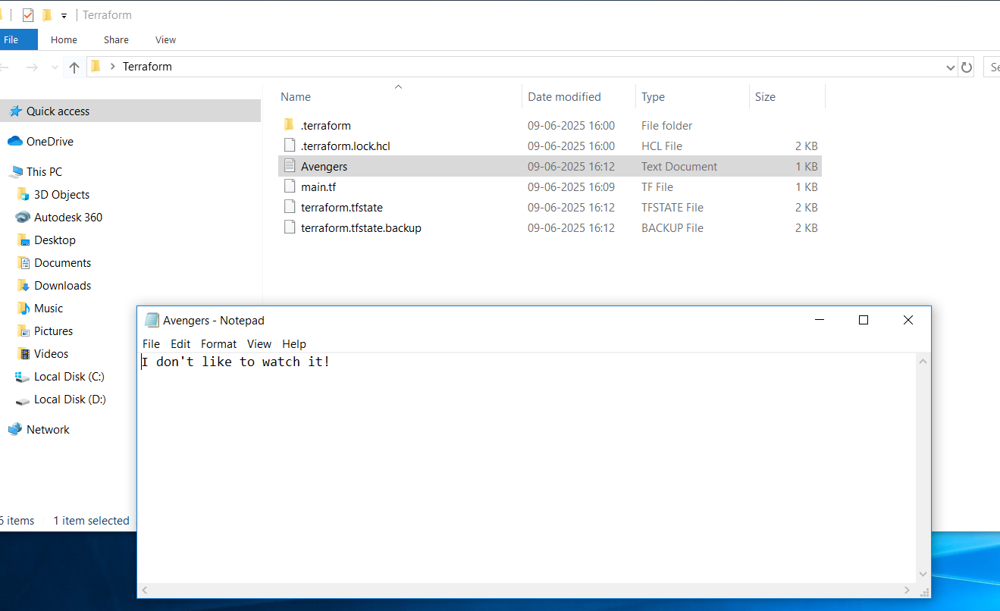 Terraform
File Home Share View
Terraform
Name Date modified Type Size
Quick access
OneDrive
This PC
3D Objects
Autodesk 360
Desktop
Documents
Downloads
Music
Pictures
Videos
Local Disk (C:)
Local Disk (D:)
Network
.terraform 09-06-2025 16:00 File folder
.terraform.lock.hcl 09-06-2025 16:00 HCL File 2 KB
Avengers 09-06-2025 16:12 Text Document 1 KB
main.tf 09-06-2025 16:09 TF File 1 KB
terraform.tfstate 09-06-2025 16:12 TFSTATE File 2 KB
terraform.tfstate.backup 09-06-2025 16:12 BACKUP File 2 KB
Avengers - Notepad
File Edit Format View Help
I don't like to watch it!
6 items 1 item selected